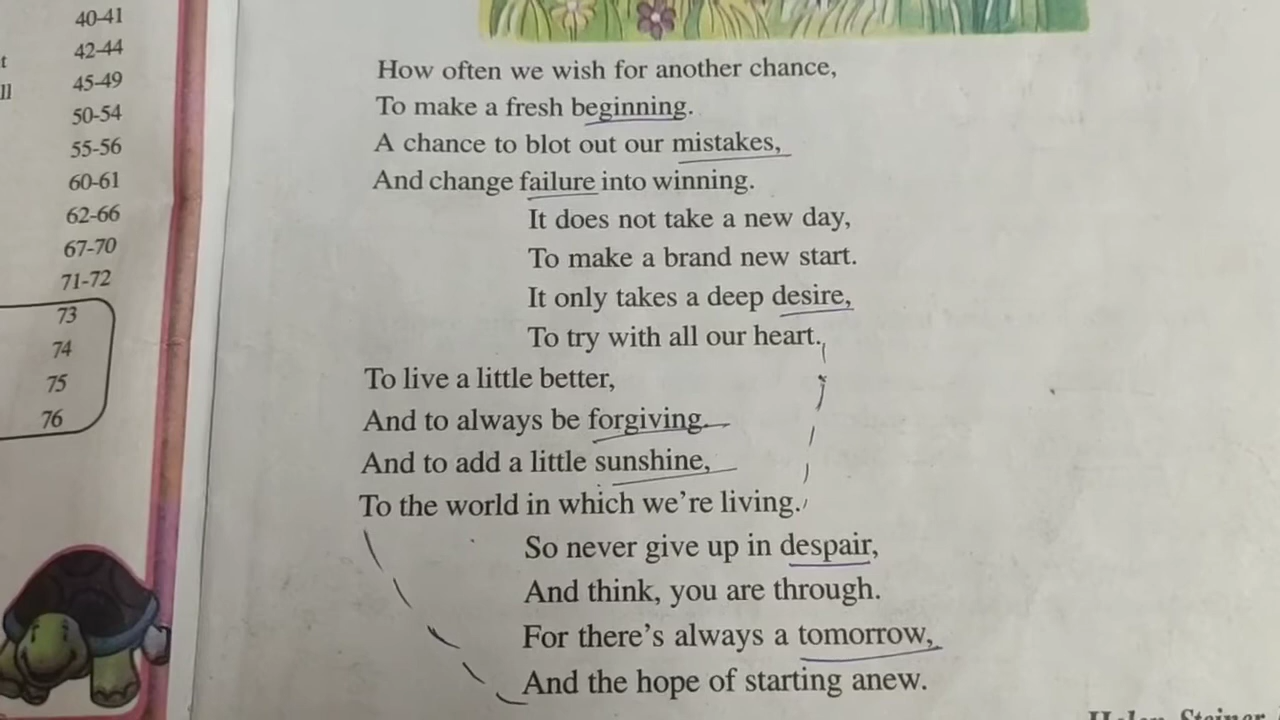 40-41
42-44
45-49
50-54
55-56
60-61
62-66
67-70
71-72
73
74
75
76
How often we wish for another chance,
To make a fresh beginning.
A chance to blot out our mistakes,
And change failure into winning.
It does not take a new day,
To make a brand new start.
It only takes a deep desire,
To try with all our heart.
To live a little better,
And to always be forgiving.
And to add a little sunshine,
To the world in which we're living.
So never give up in despair,
And think, you are through.
For there's always a tomorrow,
And the hope of starting anew.
Helen Steiner